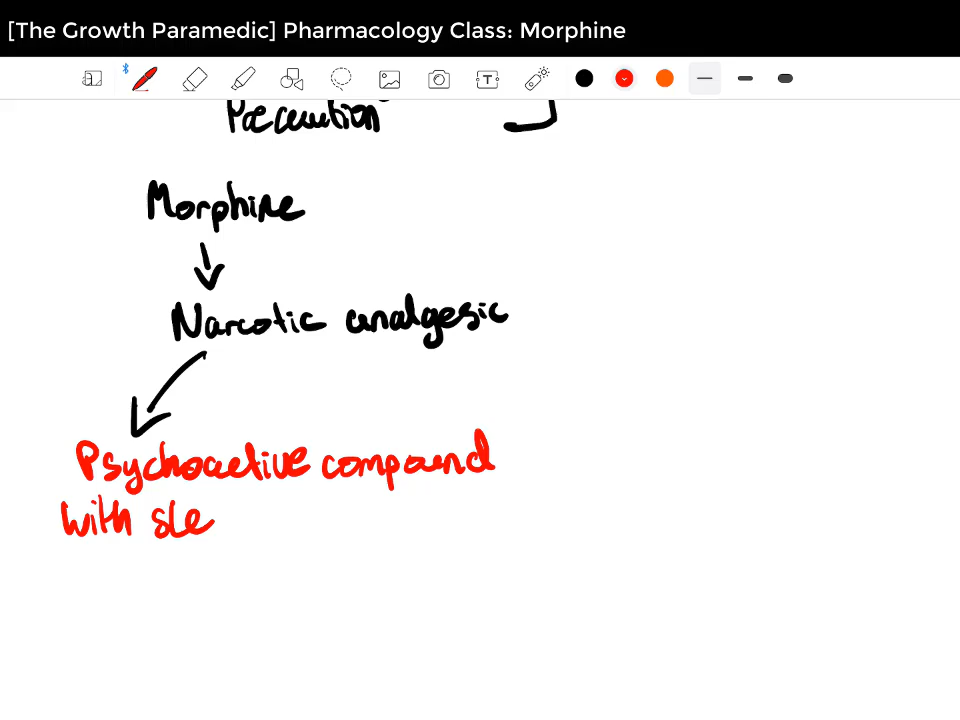 [The Growth Paramedic] Pharmacology Class: Morphine
Precaution
Morphine
Narcotic analgesic
Psychoactive compound
with sle